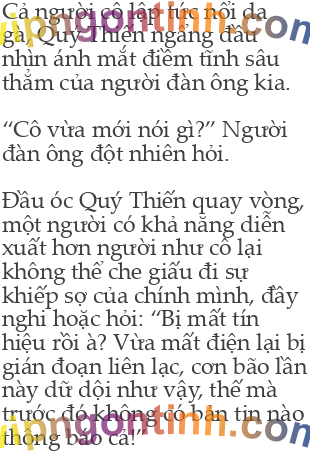 Cả người cô lập tức nổi da
gà, Quý Thiến ngẩng đầu
nhìn ánh mắt điềm tĩnh sâu
thẳm của người đàn ông kia.
“Cô vừa mới nói gì?” Người
đàn ông đột nhiên hỏi.
Đầu óc Quý Thiến quay vòng,
một người có khả năng diễn
xuất hơn người như cô lại
không thể che giấu đi sự
khiếp sợ của chính mình, đầy
nghi hoặc hỏi: “Bị mất tín
hiệu rồi à? Vừa mất điện lại bị
gián đoạn liên lạc, cơn bão lần
này dữ dội như vậy, thế mà
trước đó không có bản tin nào
thông báo cả!”
vipngontinh.com
vipngontinh.com